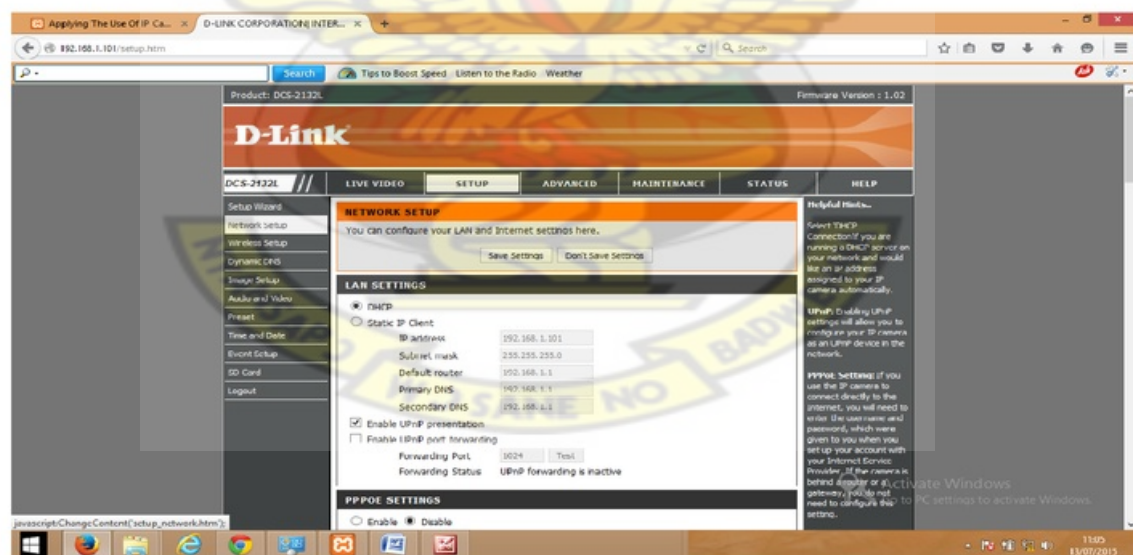 Applying The Use Of IP Ca...
D-LINK CORPORATION| INTER...
192.168.1.101/setup.htm
Search
Search
Tips to Boost Speed
Listen to the Radio
Weather
Product: DCS-2132L
Firmware Version : 1.02
D-Link
DCS-2132L
LIVE VIDEO
SETUP
ADVANCED
MAINTENANCE
STATUS
HELP
Setup Wizard
Network Setup
Wireless Setup
Dynamic DNS
Image Setup
Audio and Video
Preset
Time and Date
Event Setup
SD Card
Logout
NETWORK SETUP
You can configure your LAN and Internet settings here.
Save Settings
Don't Save Settings
LAN SETTINGS
DHCP
Static IP Client
IP address 192.168.1.101
Subnet mask 255.255.255.0
Default router 192.168.1.1
Primary DNS 192.168.1.1
Secondary DNS 192.168.1.1
Enable UPnP presentation
Enable UPnP port forwarding
Forwarding Port 1024 Test
Forwarding Status UPnP forwarding is inactive
PPPOE SETTINGS
Enable Disable
Helpful Hints..
Select DHCP
Connection if you are
running a DHCP server on
your network and would
like an IP address
assigned to your IP
camera automatically.
UPnP: Enabling UPnP
settings will allow you to
configure your IP camera
as an UPnP device in the
network.
PPPoE Setting: If you
use the IP camera to
connect directly to the
internet, you will need to
enter the username and
password, which were
given to you when you
set up your account with
your Internet Service
Provider. If the camera is
behind a router or a
gateway, you do not
need to configure this
setting.
Activate Windows
Go to PC settings to activate Windows.
javascript:ChangeContent('setup_network.htm');
SANE NO
BADW
11:05
13/07/2015